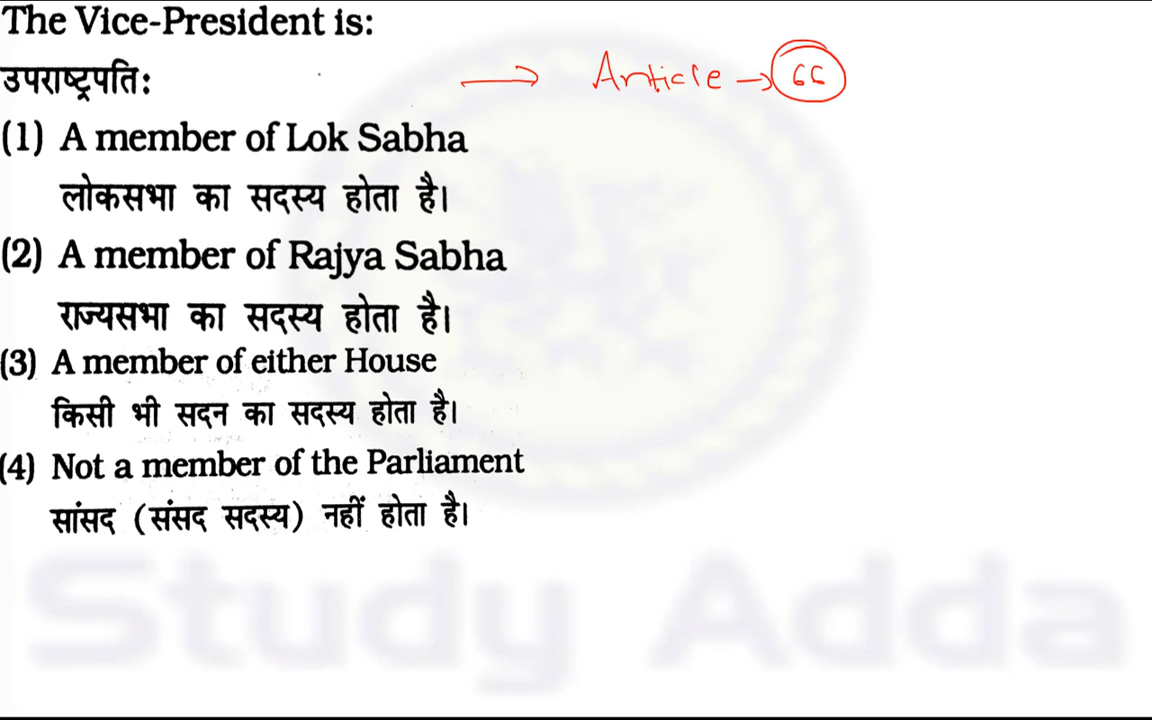 The Vice-President is:
उपराष्ट्रपति:
→ Article → 66
(1) A member of Lok Sabha
लोकसभा का सदस्य होता है।
(2) A member of Rajya Sabha
राज्यसभा का सदस्य होता है।
(3) A member of either House
किसी भी सदन का सदस्य होता है।
(4) Not a member of the Parliament
सांसद (संसद सदस्य) नहीं होता है।
Study Adda